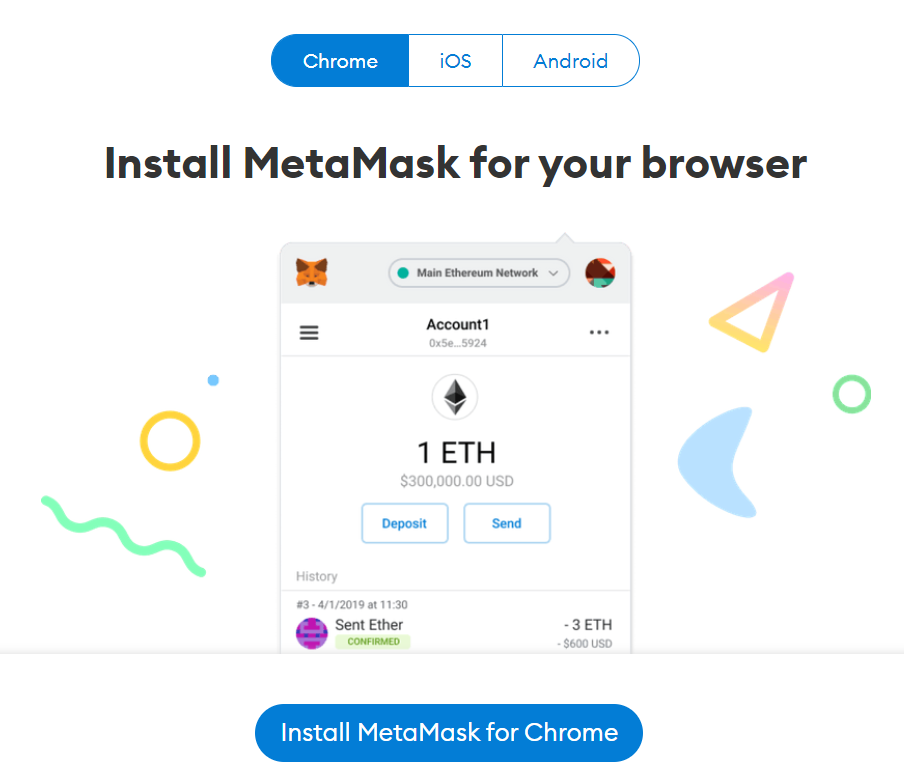 Chrome
iOS
Android
Install MetaMask for your browser
Main Ethereum Network
Account1
0x5e...5924
1 ETH
$300,000.00 USD
Deposit
Send
History
#3 - 4/1/2019 at 11:30
Sent Ether
- 3 ETH
CONFIRMED
- $600 USD
Install MetaMask for Chrome